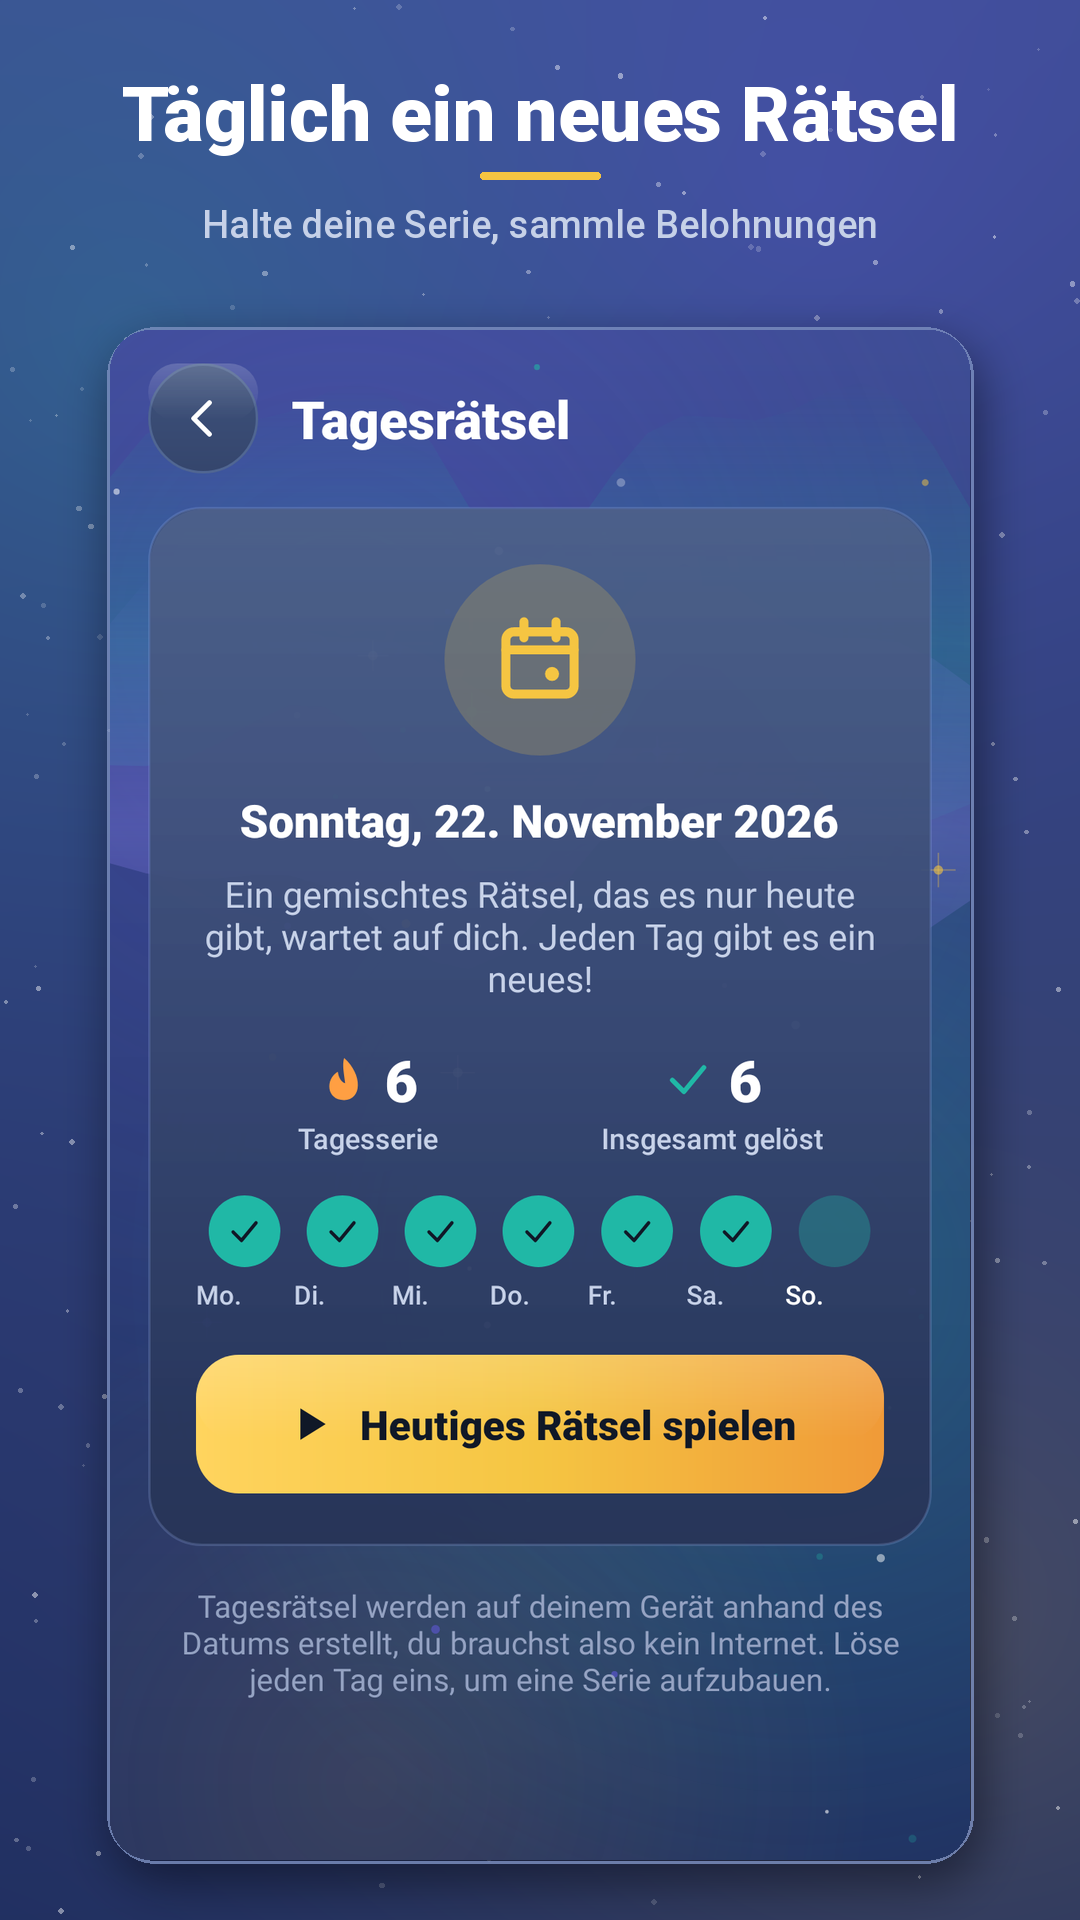 Täglich ein neues Rätsel
Halte deine Serie, sammle Belohnungen
Tagesrätsel
Sonntag, 22. November 2026
Ein gemischtes Rätsel, das es nur heute
gibt, wartet auf dich. Jeden Tag gibt es ein
neues!
6
6
Tagesserie
Insgesamt gelöst
Mo. Di. Mi. Do. Fr. Sa. So.
Heutiges Rätsel spielen
Tagesrätsel werden auf deinem Gerät anhand des
Datums erstellt, du brauchst also kein Internet. Löse
jeden Tag eins, um eine Serie aufzubauen.